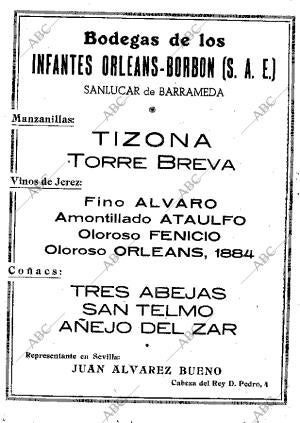 Bodegas de los
INFANTES ORLEANS-BORBON (S. A. E.)
SANLUCAR de BARRAMEDA
Manzanillas:
TIZONA
TORRE BREVA
Vinos de Jerez:
Fino ALVARO
Amontillado ATAULFO
Oloroso FENICIO
Oloroso ORLEANS, 1884
Coñacs:
TRES ABEJAS
SAN TELMO
AÑEJO DEL ZAR
Representante en Sevilla:
JUAN ALVAREZ BUENO
Cabeza del Rey D. Pedro, 4